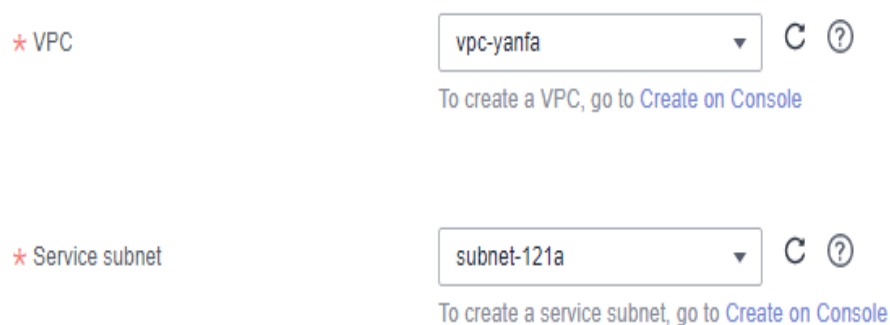 * VPC
vpc-yanfa
To create a VPC, go to Create on Console
* Service subnet
subnet-121a
To create a service subnet, go to Create on Console